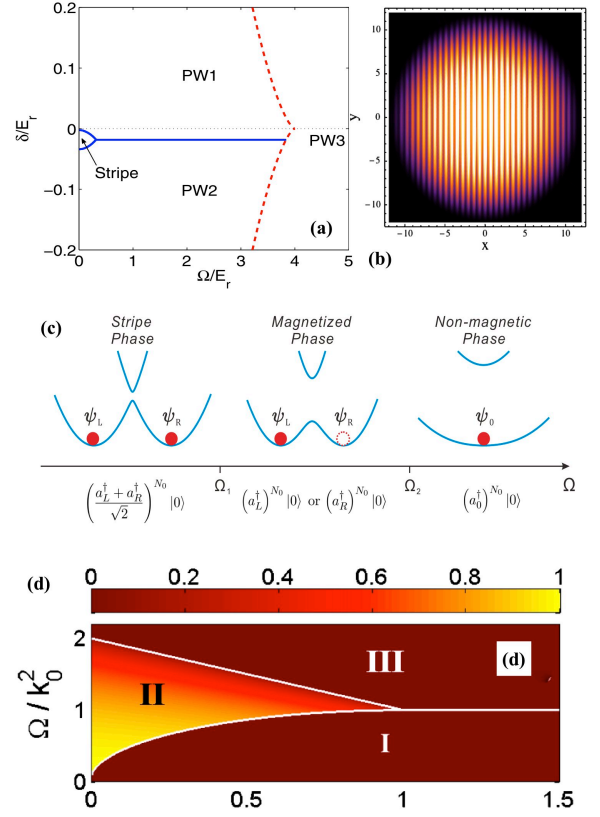 0.2
0.1
0
−0.1
−0.2
δ/E_r
PW1
PW2
PW3
Stripe
(a)
0 1 2 3 4 5
Ω/E_r
10
5
0
−5
−10
y
−10 −5 0 5 10
x
(b)
(c)
Stripe Phase
Magnetized Phase
Non-magnetic Phase
ψ_L ψ_R ψ_L ψ_R ψ_0
Ω_1 Ω_2 Ω
((a_L^† + a_R^†)/√2)^{N_0} |0⟩
(a_L^†)^{N_0} |0⟩ or (a_R^†)^{N_0} |0⟩
(a_0^†)^{N_0} |0⟩
(d)
0 0.2 0.4 0.6 0.8 1
2
1
0
Ω / k_0^2
II
III
I
(d)
0 0.5 1 1.5